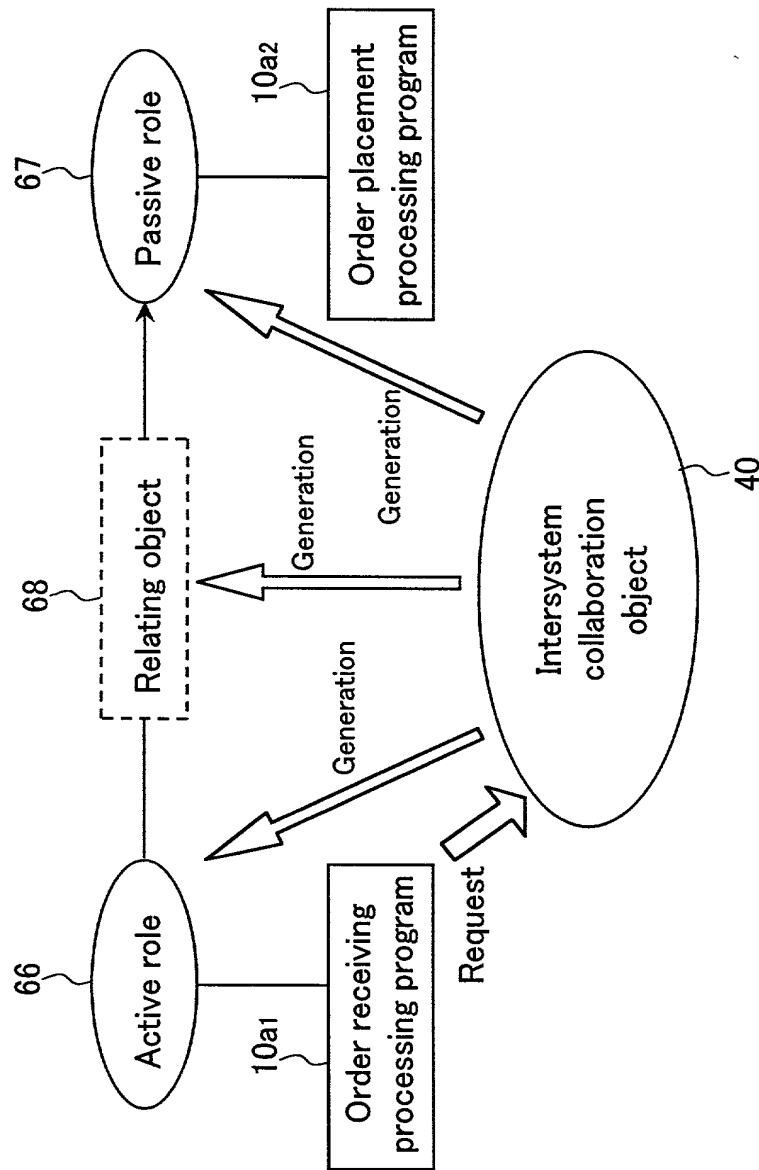 66
Active role
68
Relating object
67
Passive role
10a1
Order receiving
processing program
10a2
Order placement
processing program
Generation
Generation
Generation
Request
Intersystem
collaboration
object
40